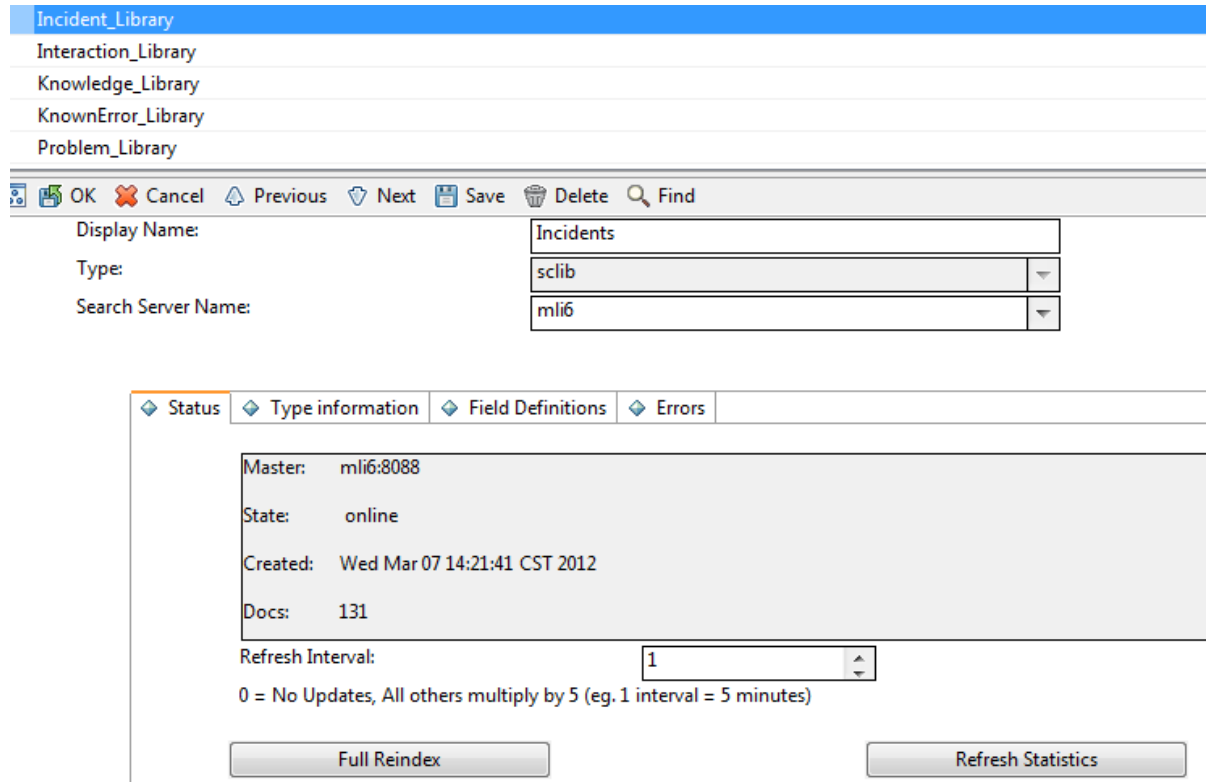 Incident_Library
Interaction_Library
Knowledge_Library
KnownError_Library
Problem_Library
OK Cancel Previous Next Save Delete Find
Display Name: Incidents
Type: sclib
Search Server Name: mli6
Status Type information Field Definitions Errors
Master: mli6:8088
State: online
Created: Wed Mar 07 14:21:41 CST 2012
Docs: 131
Refresh Interval: 1
0 = No Updates, All others multiply by 5 (eg. 1 interval = 5 minutes)
Full Reindex Refresh Statistics